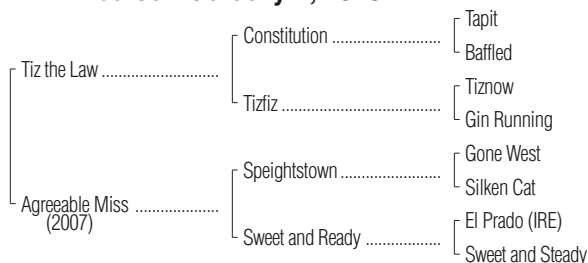 Constitution
Tapit
Baffled
Tiz the Law
Tizfiz
Tiznow
Gin Running
Speightstown
Gone West
Silken Cat
Agreeable Miss
(2007)
Sweet and Ready
El Prado (IRE)
Sweet and Steady